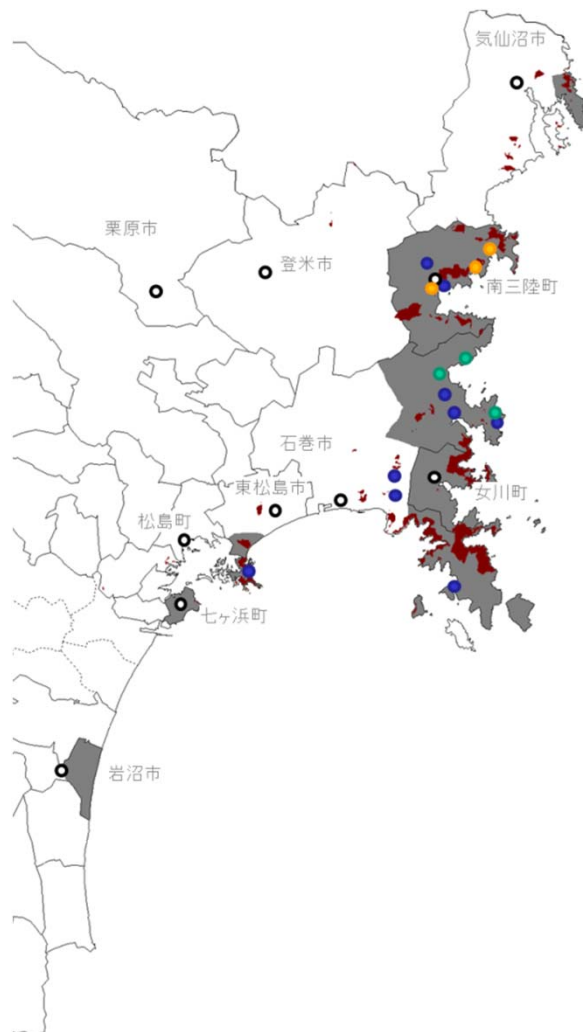 気仙沼市
栗原市
登米市
南三陸町
石巻市
東松島市
女川町
松島町
七ヶ浜町
岩沼市